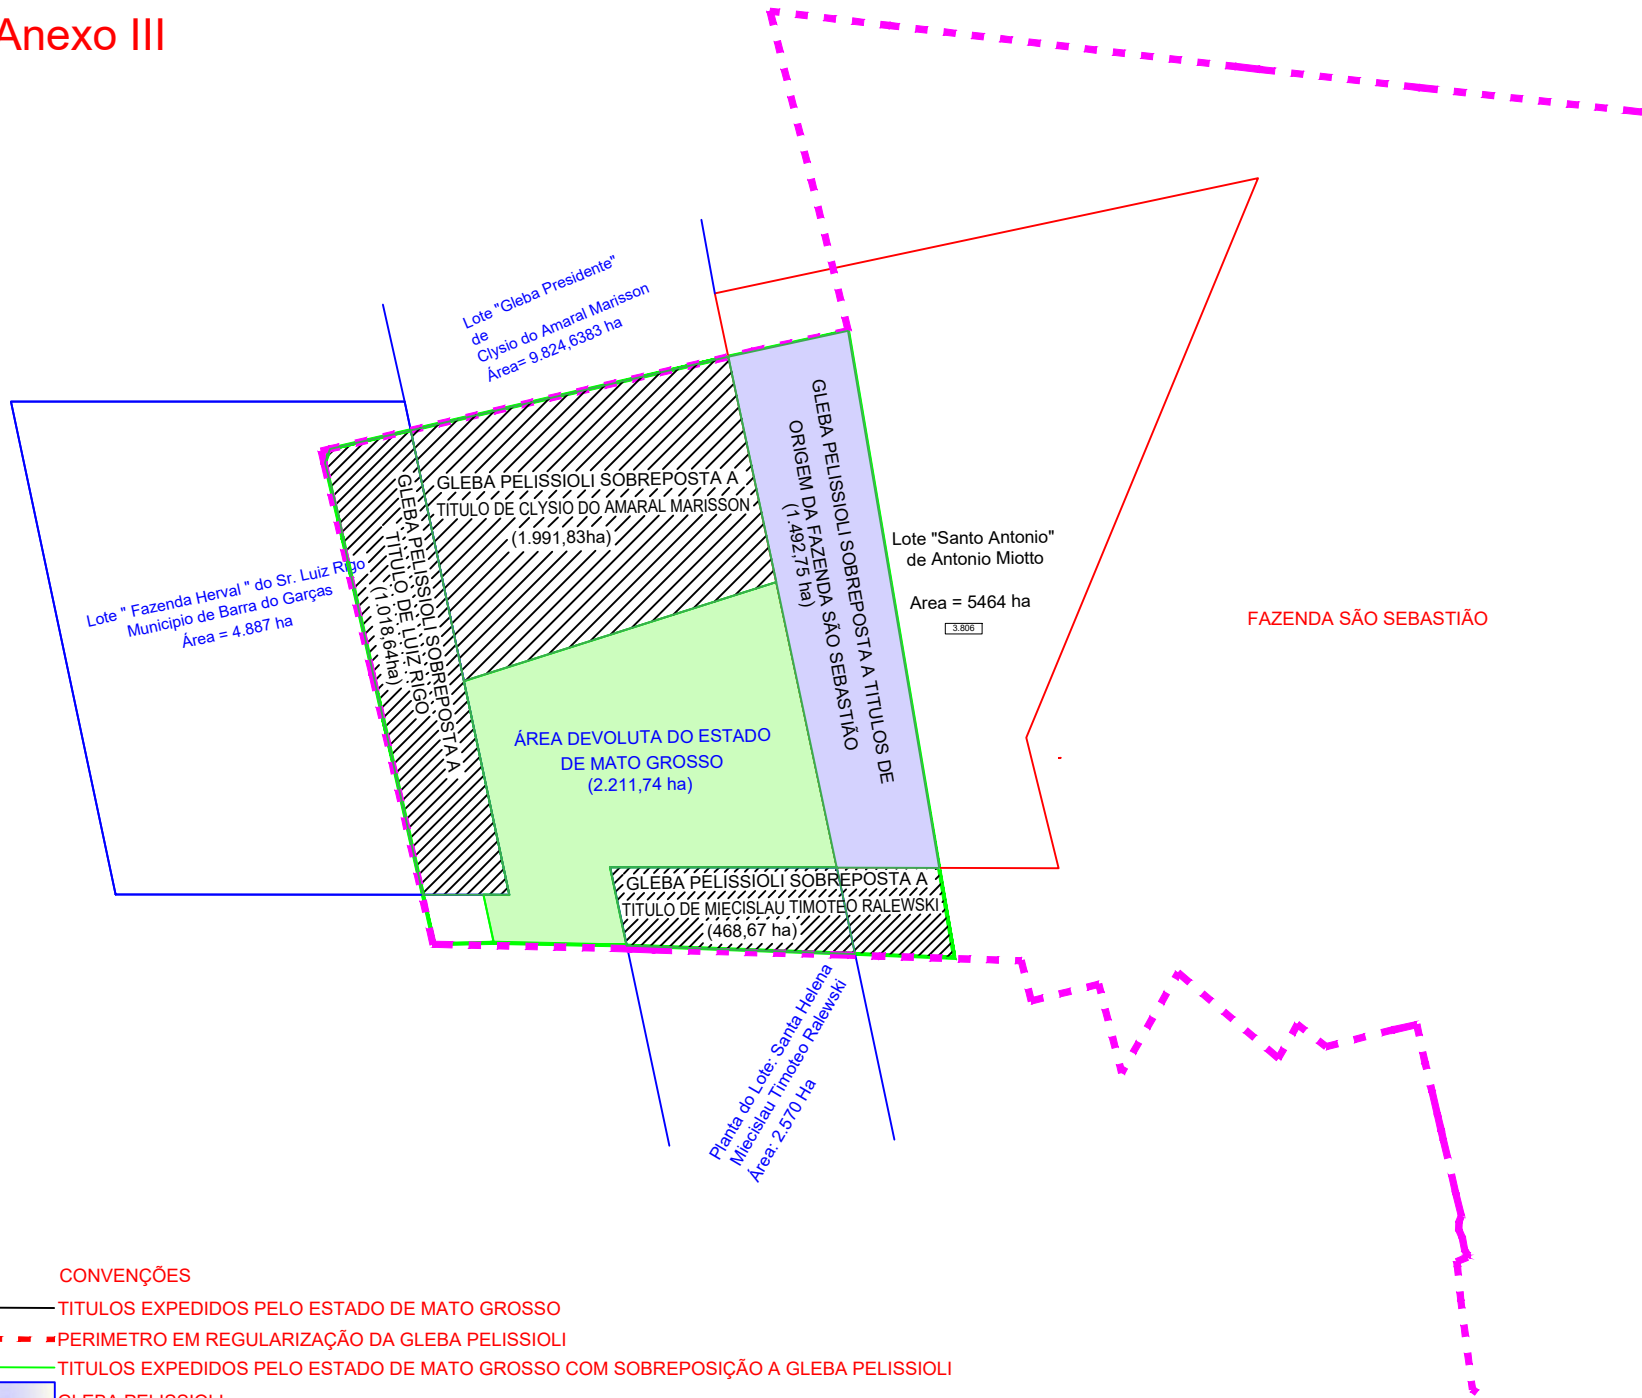 Anexo III
Lote "Gleba Presidente"
de
Clysio do Amaral Marisson
Área= 9.824,6383 ha
GLEBA PELISSIOLI SOBREPOSTA A
TITULO DE CLYSIO DO AMARAL MARISSON
(1.991,83ha)
GLEBA PELISSIOLI SOBREPOSTA A TITULOS DE
ORIGEM DA FAZENDA SÃO SEBASTIÃO
(1.492,75 ha)
Lote "Santo Antonio"
de Antonio Miotto
Area = 5464 ha
3.806
FAZENDA SÃO SEBASTIÃO
Lote " Fazenda Herval " do Sr. Luiz Rigo
Municipio de Barra do Garças
Área = 4.887 ha
GLEBA PELISSIOLI SOBREPOSTA A
TITULO DE LUIZ RIGO
(1.018,64ha)
ÁREA DEVOLUTA DO ESTADO
DE MATO GROSSO
(2.211,74 ha)
GLEBA PELISSIOLI SOBREPOSTA A
TITULO DE MIECISLAU TIMOTEO RALEWSKI
(468,67 ha)
Planta do Lote: Santa Helena
Miecislau Timoteo Ralewski
Área: 2.570 Ha
CONVENÇÕES
TITULOS EXPEDIDOS PELO ESTADO DE MATO GROSSO
PERIMETRO EM REGULARIZAÇÃO DA GLEBA PELISSIOLI
TITULOS EXPEDIDOS PELO ESTADO DE MATO GROSSO COM SOBREPOSIÇÃO A GLEBA PELISSIOLI
GLEBA PELISSIOLI